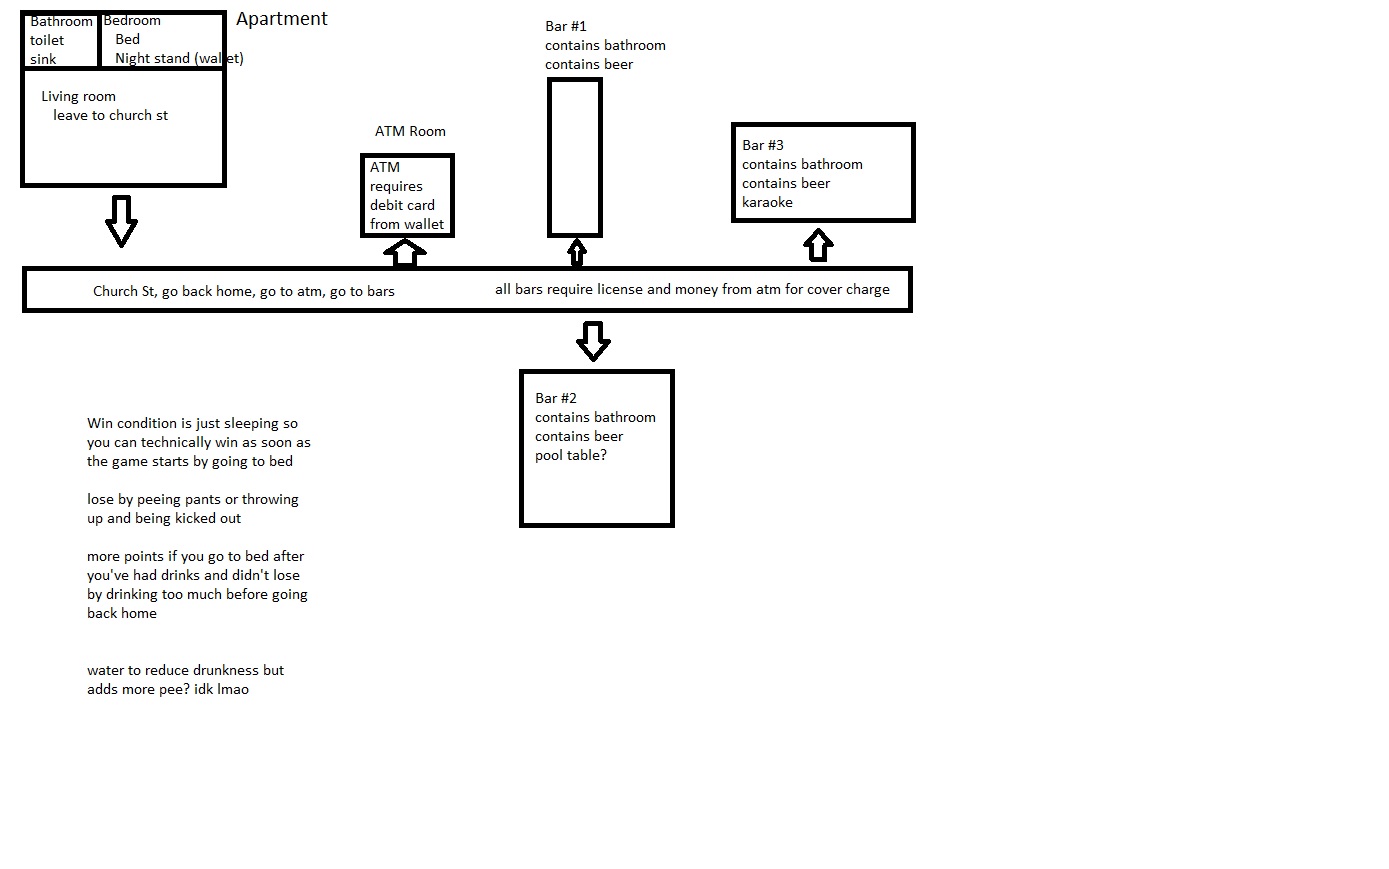 Apartment
Bathroom
toilet
sink
Bedroom
Bed
Night stand (wallet)
Living room
leave to church st
ATM Room
ATM
requires
debit card
from wallet
Bar #1
contains bathroom
contains beer
Bar #3
contains bathroom
contains beer
karaoke
Church St, go back home, go to atm, go to bars
all bars require license and money from atm for cover charge
Bar #2
contains bathroom
contains beer
pool table?
Win condition is just sleeping so
you can technically win as soon as
the game starts by going to bed
lose by peeing pants or throwing
up and being kicked out
more points if you go to bed after
you've had drinks and didn't lose
by drinking too much before going
back home
water to reduce drunkness but
adds more pee? idk lmao